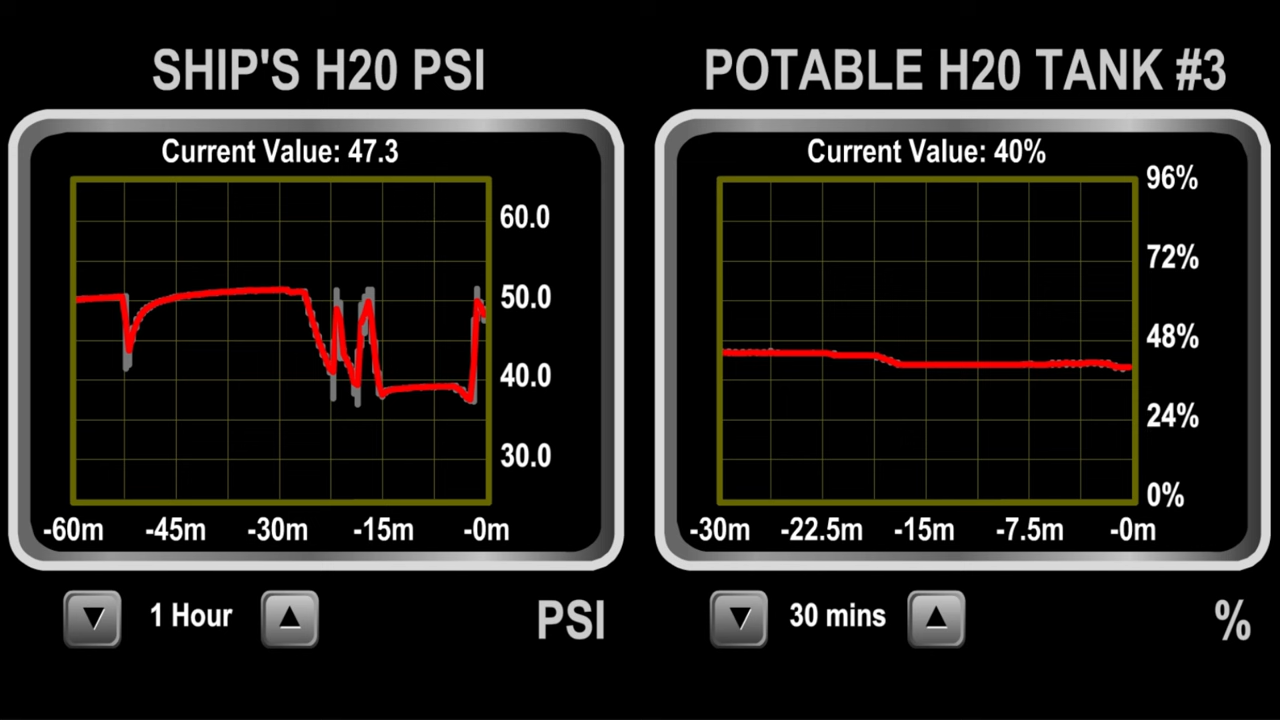 SHIP'S H20 PSI
Current Value: 47.3
60.0
50.0
40.0
30.0
-60m -45m -30m -15m -0m
1 Hour
PSI
POTABLE H20 TANK #3
Current Value: 40%
96%
72%
48%
24%
0%
-30m -22.5m -15m -7.5m -0m
30 mins
%